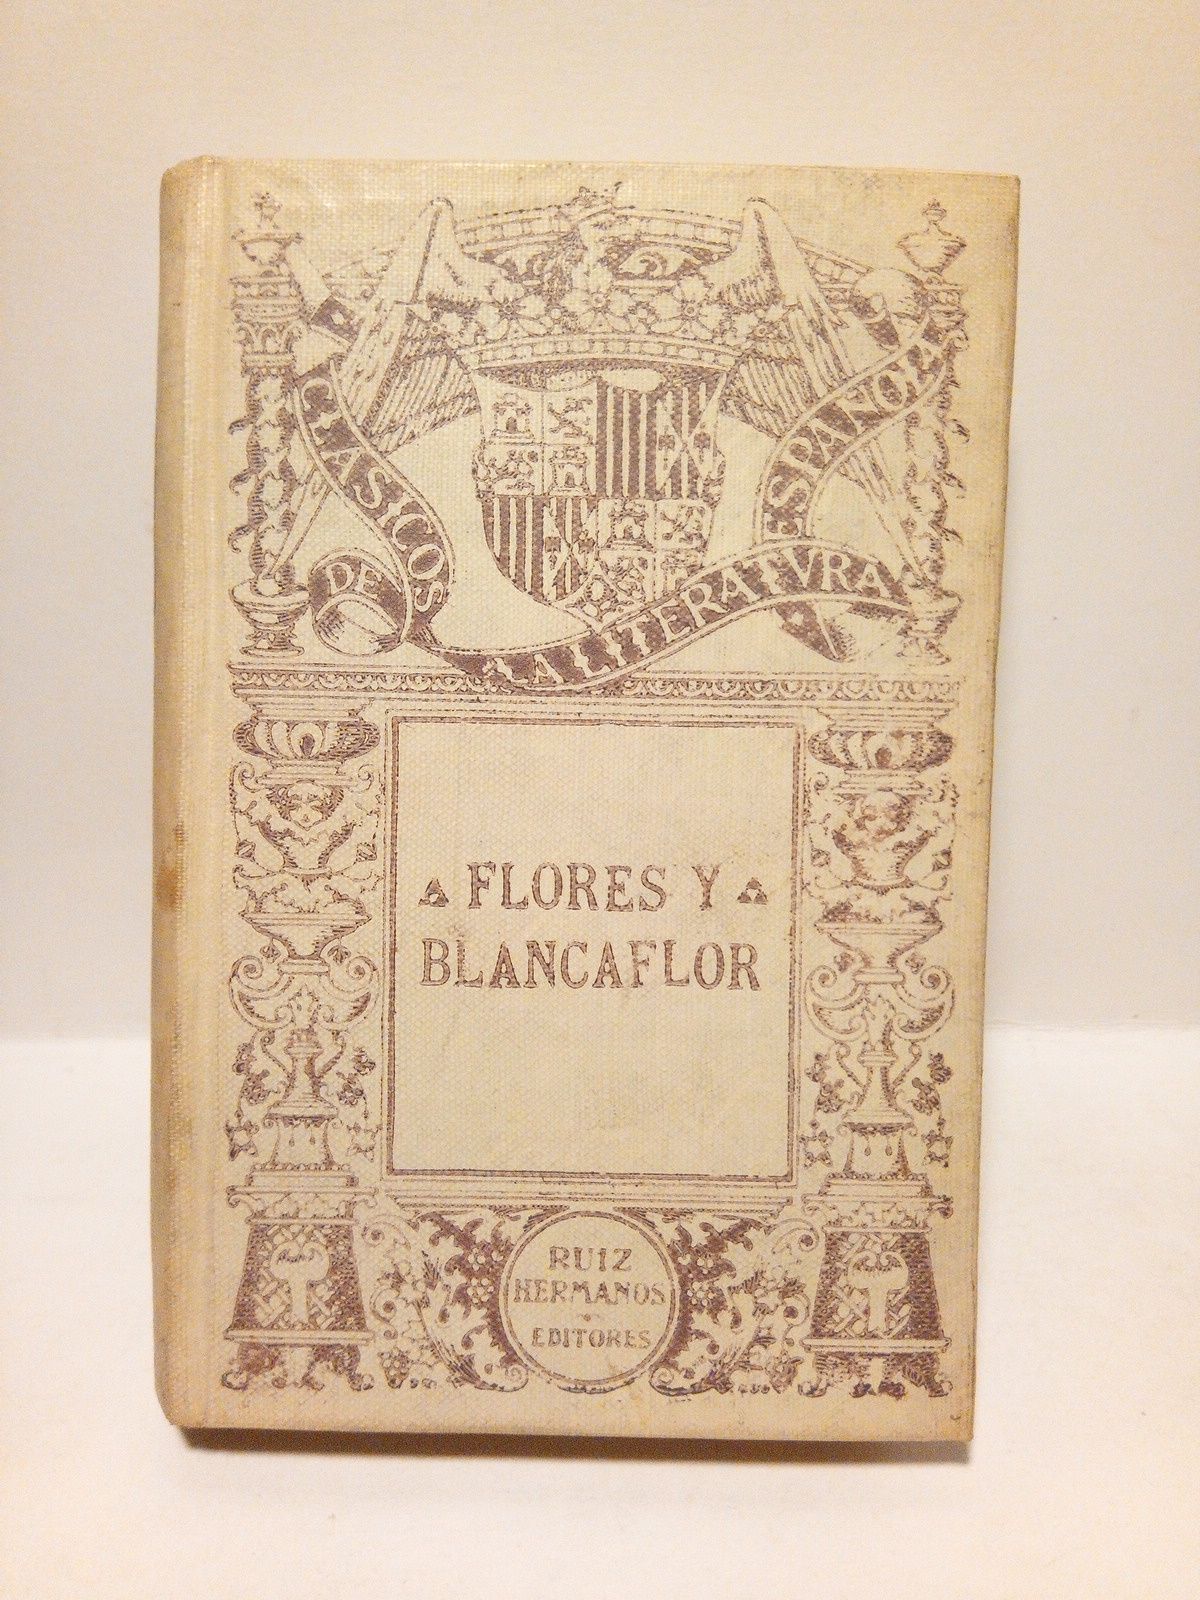 CLASICOS
DE
LA LITERATVRA
ESPAÑOLA
FLORES Y
BLANCAFLOR
RUIZ
HERMANOS
EDITORES